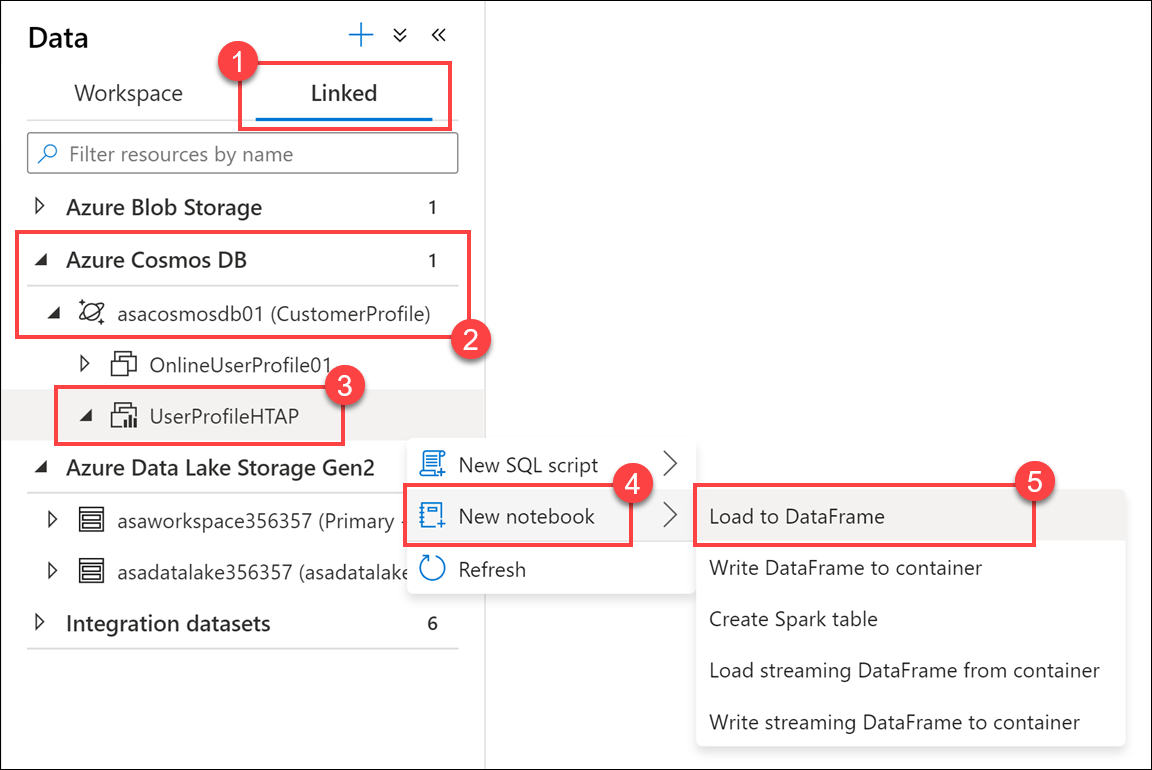 Data
1
Workspace
Linked
Filter resources by name
Azure Blob Storage 1
Azure Cosmos DB 1
asacosmosdb01 (CustomerProfile)
2
OnlineUserProfile01
3
UserProfileHTAP
Azure Data Lake Storage Gen2
asaworkspace356357 (Primary -
asadatalake356357 (asadatalake
Integration datasets 6
New SQL script
4
New notebook
Refresh
5
Load to DataFrame
Write DataFrame to container
Create Spark table
Load streaming DataFrame from container
Write streaming DataFrame to container